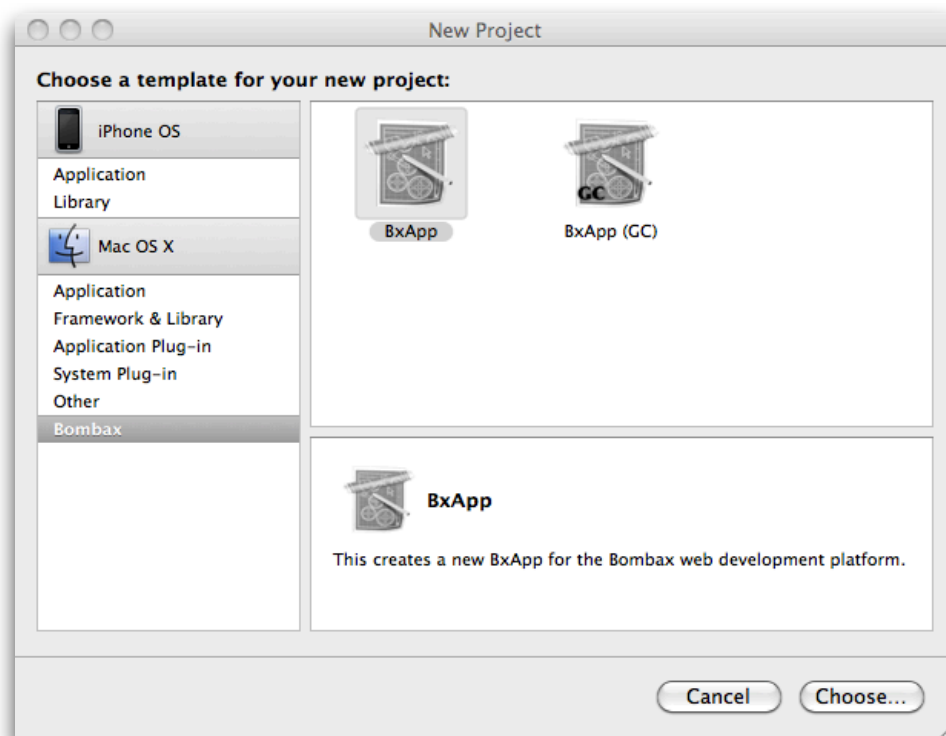 New Project
Choose a template for your new project:
iPhone OS
Application
Library
Mac OS X
Application
Framework & Library
Application Plug-in
System Plug-in
Other
Bombax
BxApp
GC
BxApp (GC)
BxApp
This creates a new BxApp for the Bombax web development platform.
Cancel
Choose...